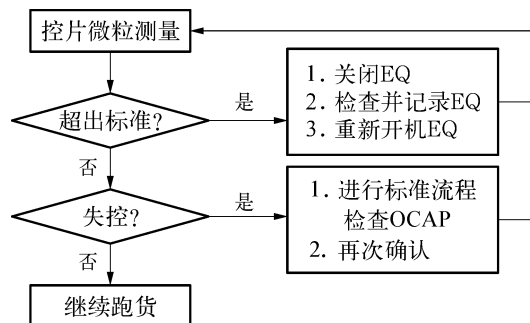 控片微粒测量
超出标准?
是
1. 关闭EQ
2. 检查并记录EQ
3. 重新开机EQ
否
失控?
是
1. 进行标准流程
检查OCAP
2. 再次确认
否
继续跑货